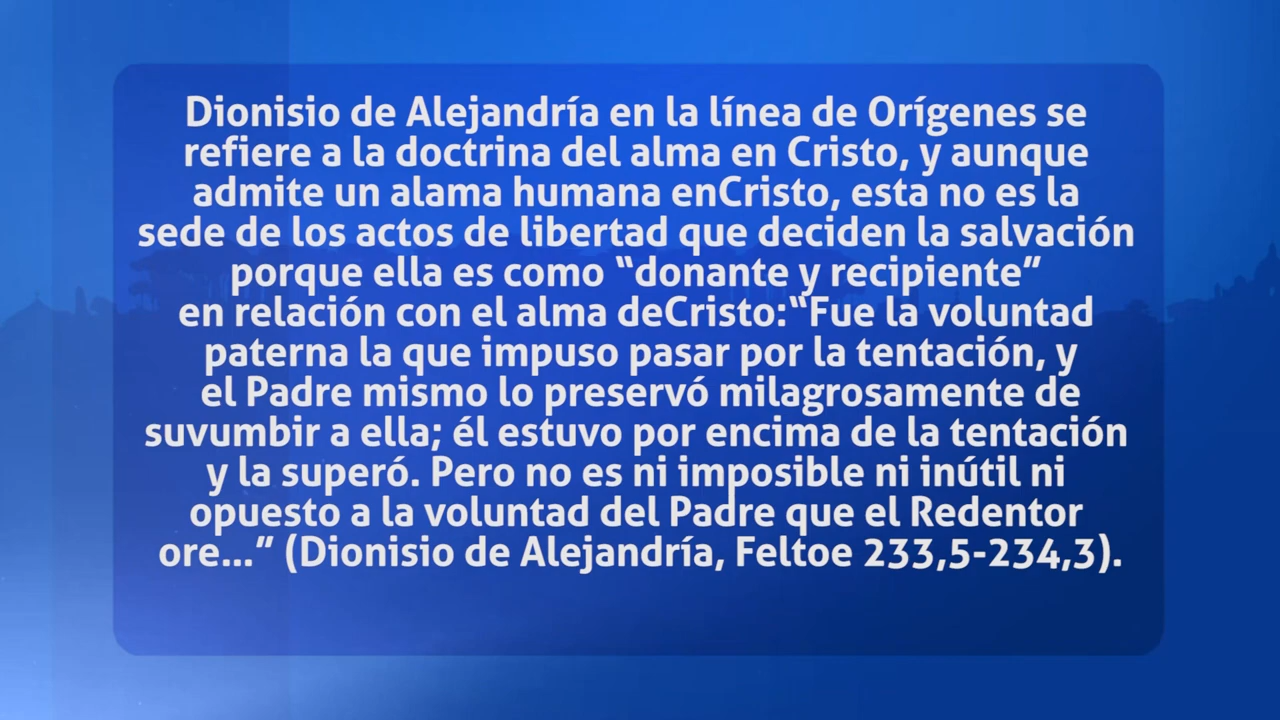 Dionisio de Alejandría en la línea de Orígenes se
refiere a la doctrina del alma en Cristo, y aunque
admite un alama humana enCristo, esta no es la
sede de los actos de libertad que deciden la salvación
porque ella es como “donante y recipiente”
en relación con el alma deCristo:“Fue la voluntad
paterna la que impuso pasar por la tentación, y
el Padre mismo lo preservó milagrosamente de
suvumbir a ella; él estuvo por encima de la tentación
y la superó. Pero no es ni imposible ni inútil ni
opuesto a la voluntad del Padre que el Redentor
ore...” (Dionisio de Alejandría, Feltoe 233,5-234,3).